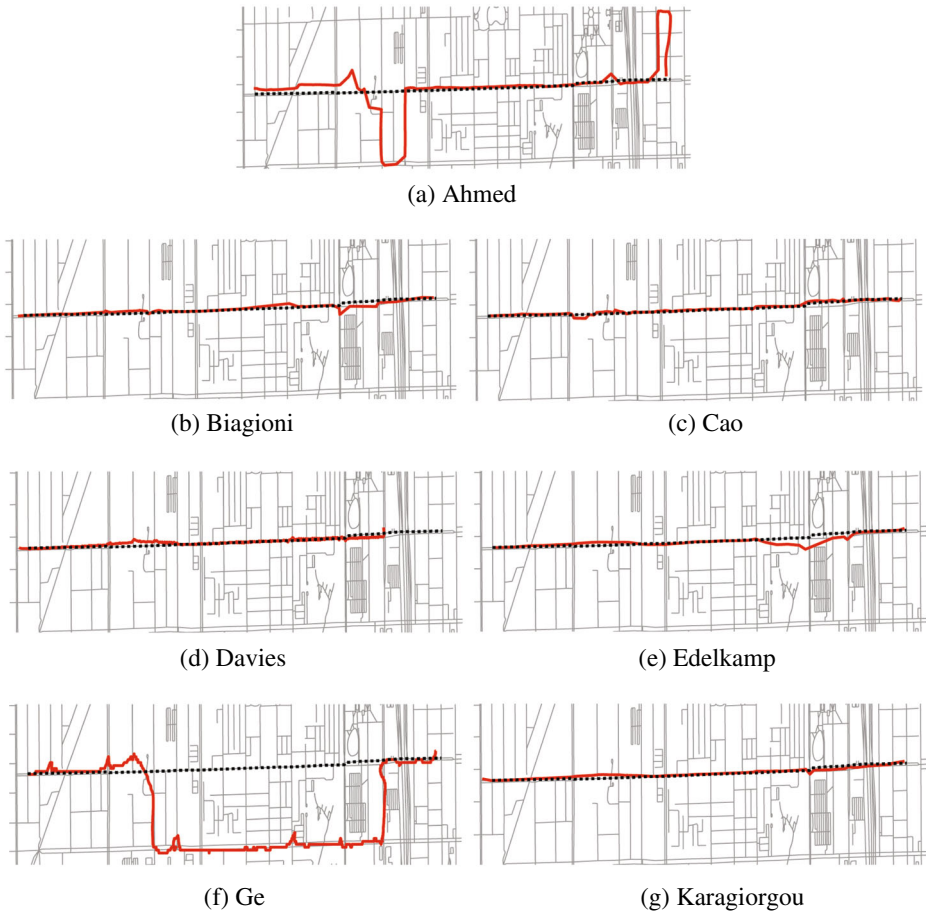 (a) Ahmed
(b) Biagioni
(c) Cao
(d) Davies
(e) Edelkamp
(f) Ge
(g) Karagiorgou